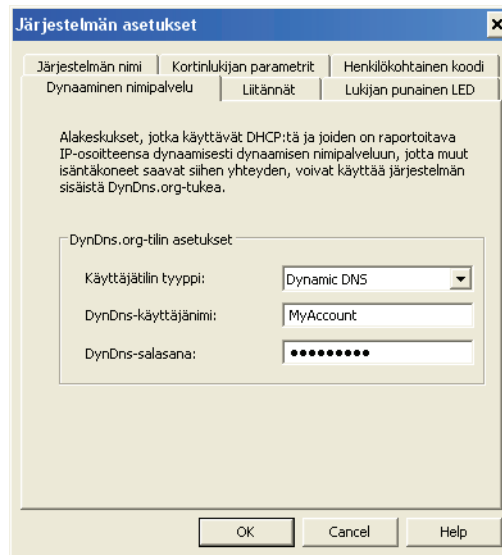 Järjestelmän asetukset
Järjestelmän nimi Kortinlukijan parametrit Henkilökohtainen koodi
Dynaaminen nimipalvelu Liitännät Lukijan punainen LED
Alakeskukset, jotka käyttävät DHCP:tä ja joiden on raportoitava
IP-osoitteensa dynaamisesti dynaamisen nimipalveluun, jotta muut
isäntäkoneet saavat siihen yhteyden, voivat käyttää järjestelmän
sisäistä DynDns.org-tukea.
DynDns.org-tilin asetukset
Käyttäjätilin tyyppi: Dynamic DNS
DynDns-käyttäjänimi: MyAccount
DynDns-salasana: ●●●●●●●●●
OK Cancel Help